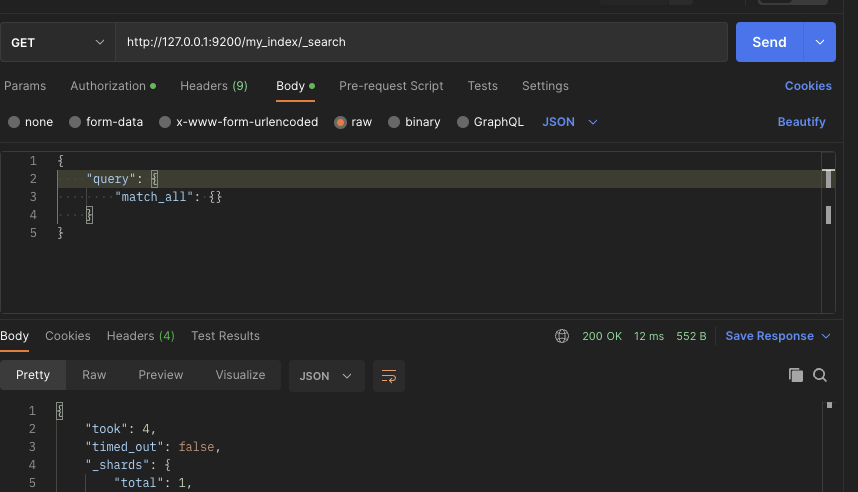 GET http://127.0.0.1:9200/my_index/_search Send
Params Authorization Headers (9) Body Pre-request Script Tests Settings Cookies
none form-data x-www-form-urlencoded raw binary GraphQL JSON Beautify
1 {
2 "query": {
3 "match_all": {}
4 }
5 }
Body Cookies Headers (4) Test Results 200 OK 12 ms 552 B Save Response
Pretty Raw Preview Visualize JSON
1 {
2 "took": 4,
3 "timed_out": false,
4 "_shards": {
5 "total": 1,